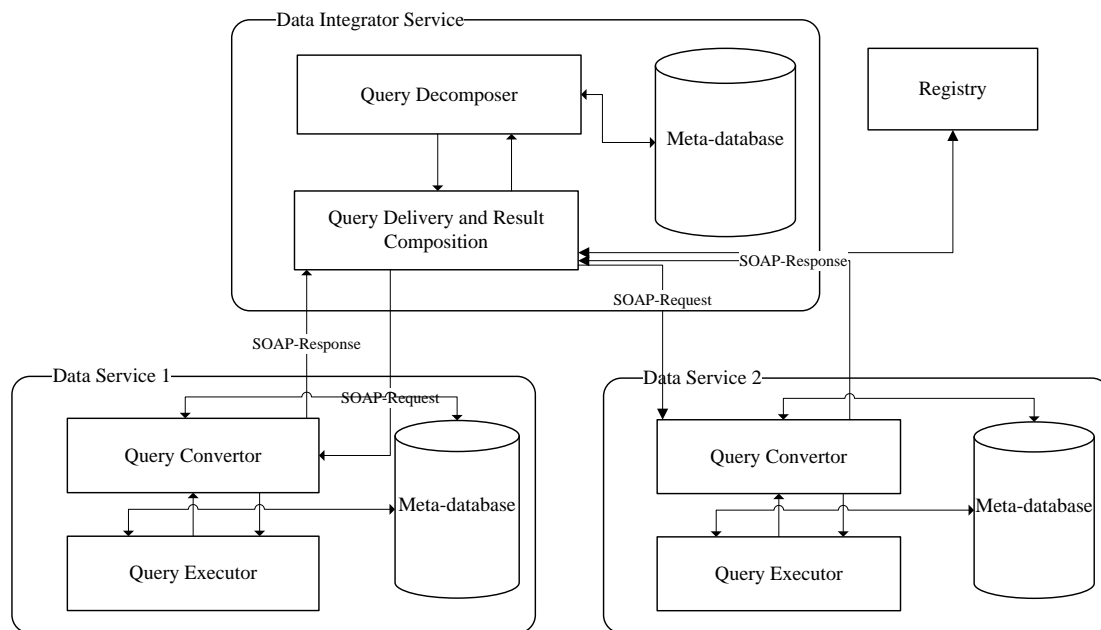 Data Integrator Service
Query Decomposer
Meta-database
Registry
Query Delivery and Result
Composition
SOAP-Response
SOAP-Request
SOAP-Response
Data Service 1
SOAP-Request
Query Convertor
Meta-database
Query Executor
Data Service 2
Query Convertor
Meta-database
Query Executor